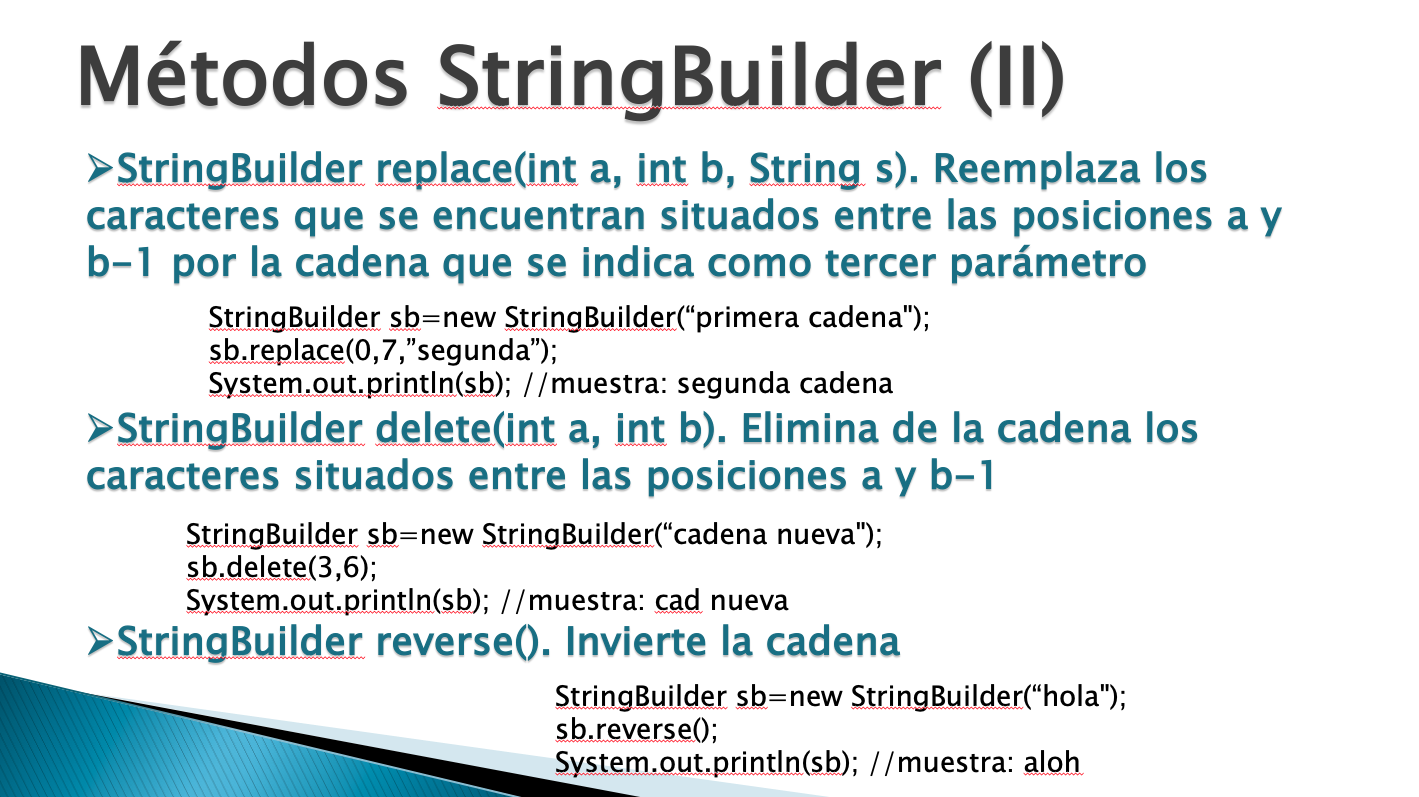 Métodos StringBuilder (II)
➢StringBuilder replace(int a, int b, String s). Reemplaza los
caracteres que se encuentran situados entre las posiciones a y
b-1 por la cadena que se indica como tercer parámetro
StringBuilder sb=new StringBuilder(“primera cadena");
sb.replace(0,7,”segunda”);
System.out.println(sb); //muestra: segunda cadena
➢StringBuilder delete(int a, int b). Elimina de la cadena los
caracteres situados entre las posiciones a y b-1
StringBuilder sb=new StringBuilder(“cadena nueva");
sb.delete(3,6);
System.out.println(sb); //muestra: cad nueva
➢StringBuilder reverse(). Invierte la cadena
StringBuilder sb=new StringBuilder(“hola");
sb.reverse();
System.out.println(sb); //muestra: aloh